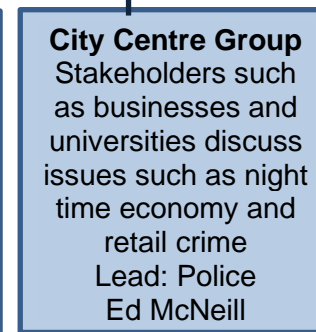 City Centre Group
Stakeholders such
as businesses and
universities discuss
issues such as night
time economy and
retail crime
Lead: Police
Ed McNeill